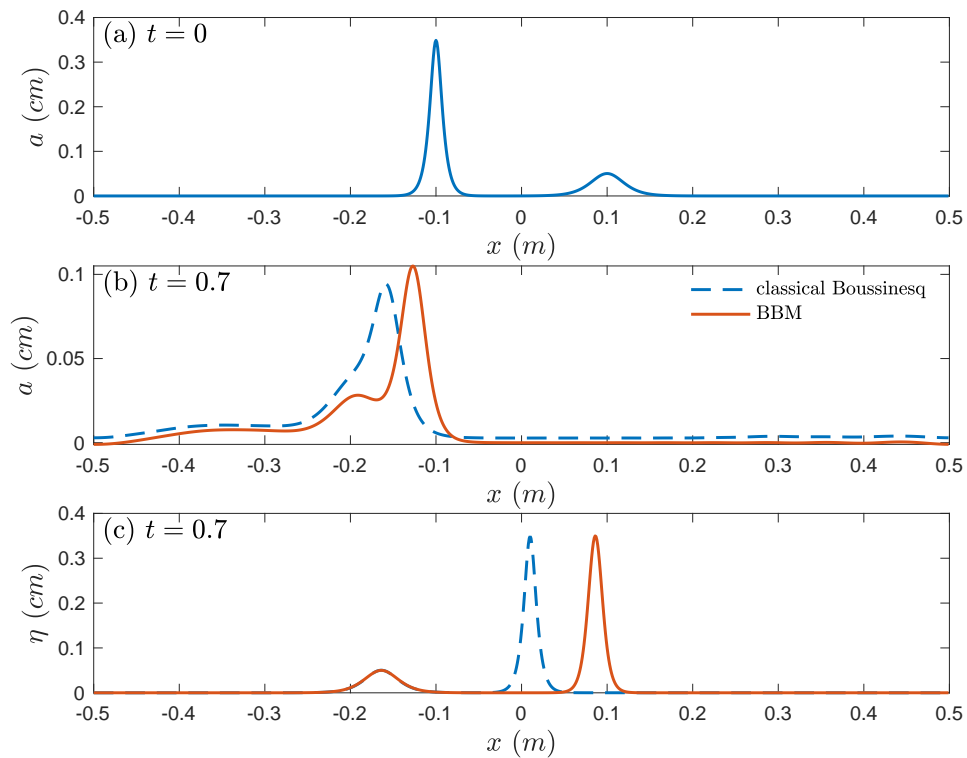 (a) t = 0
a (cm)
0.4
0.3
0.2
0.1
0
-0.5 -0.4 -0.3 -0.2 -0.1 0 0.1 0.2 0.3 0.4 0.5
x (m)
(b) t = 0.7
a (cm)
0.1
0.05
0
classical Boussinesq
BBM
-0.5 -0.4 -0.3 -0.2 -0.1 0 0.1 0.2 0.3 0.4 0.5
x (m)
(c) t = 0.7
η (cm)
0.4
0.3
0.2
0.1
0
-0.5 -0.4 -0.3 -0.2 -0.1 0 0.1 0.2 0.3 0.4 0.5
x (m)